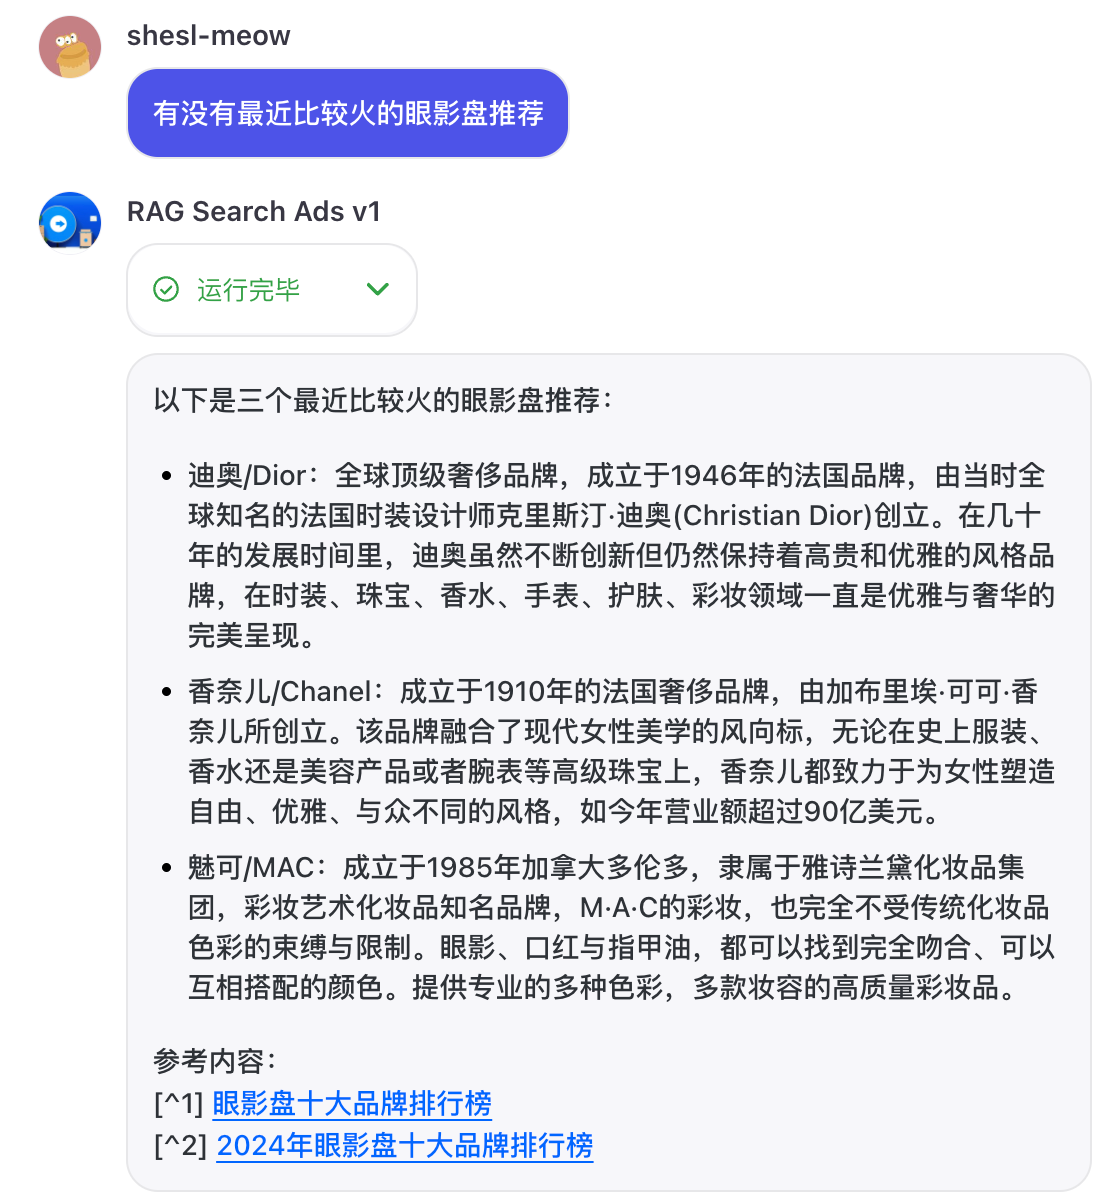 shesl-meow
有没有最近比较火的眼影盘推荐
RAG Search Ads v1
运行完毕
以下是三个最近比较火的眼影盘推荐：
• 迪奥/Dior：全球顶级奢侈品牌，成立于1946年的法国品牌，由当时全
球知名的法国时装设计师克里斯汀·迪奥(Christian Dior)创立。在几十
年的发展时间里，迪奥虽然不断创新但仍然保持着高贵和优雅的风格品
牌，在时装、珠宝、香水、手表、护肤、彩妆领域一直是优雅与奢华的
完美呈现。
• 香奈儿/Chanel：成立于1910年的法国奢侈品牌，由加布里埃·可可·香
奈儿所创立。该品牌融合了现代女性美学的风向标，无论在史上服装、
香水还是美容产品或者腕表等高级珠宝上，香奈儿都致力于为女性塑造
自由、优雅、与众不同的风格，如今年营业额超过90亿美元。
• 魅可/MAC：成立于1985年加拿大多伦多，隶属于雅诗兰黛化妆品集
团，彩妆艺术化妆品知名品牌，M·A·C的彩妆，也完全不受传统化妆品
色彩的束缚与限制。眼影、口红与指甲油，都可以找到完全吻合、可以
互相搭配的颜色。提供专业的多种色彩，多款妆容的高质量彩妆品。
参考内容：
[^1] 眼影盘十大品牌排行榜
[^2] 2024年眼影盘十大品牌排行榜